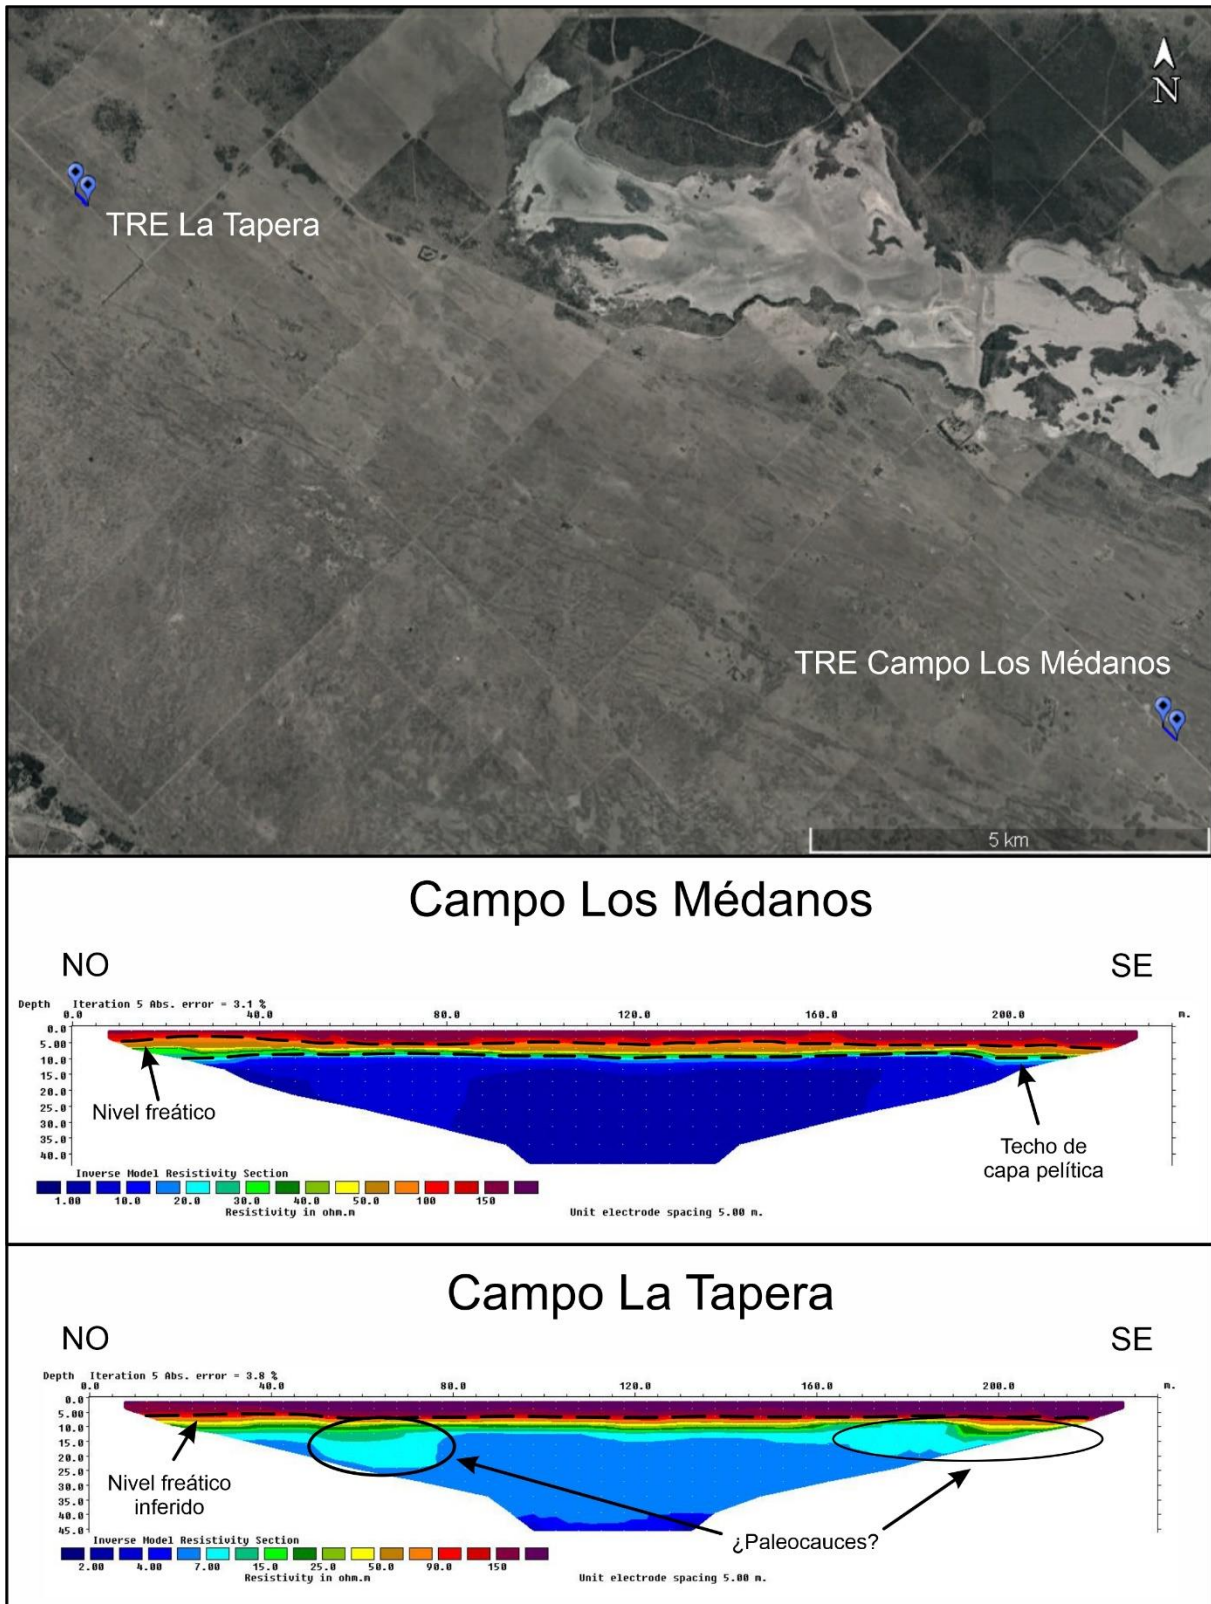 N
TRE La Tapera
TRE Campo Los Médanos
5 km
Campo Los Médanos
NO
SE
Depth Iteration 5 Abs. error = 3.1 %
0.0 40.0 80.0 120.0 160.0 200.0 m.
0.0
5.00
10.0
15.0
20.0
25.0
30.0
35.0
40.0
Nivel freático
Techo de
capa pelítica
Inverse Model Resistivity Section
1.00 10.0 20.0 30.0 40.0 50.0 100 150
Resistivity in ohm.m
Unit electrode spacing 5.00 m.
Campo La Tapera
NO
SE
Depth Iteration 5 Abs. error = 3.8 %
0.0 40.0 80.0 120.0 160.0 200.0 m.
0.0
5.00
10.0
15.0
20.0
25.0
30.0
35.0
40.0
45.0
Nivel freático
inferido
¿Paleocauces?
Inverse Model Resistivity Section
2.00 4.00 7.00 15.0 25.0 50.0 90.0 150
Resistivity in ohm.m
Unit electrode spacing 5.00 m.